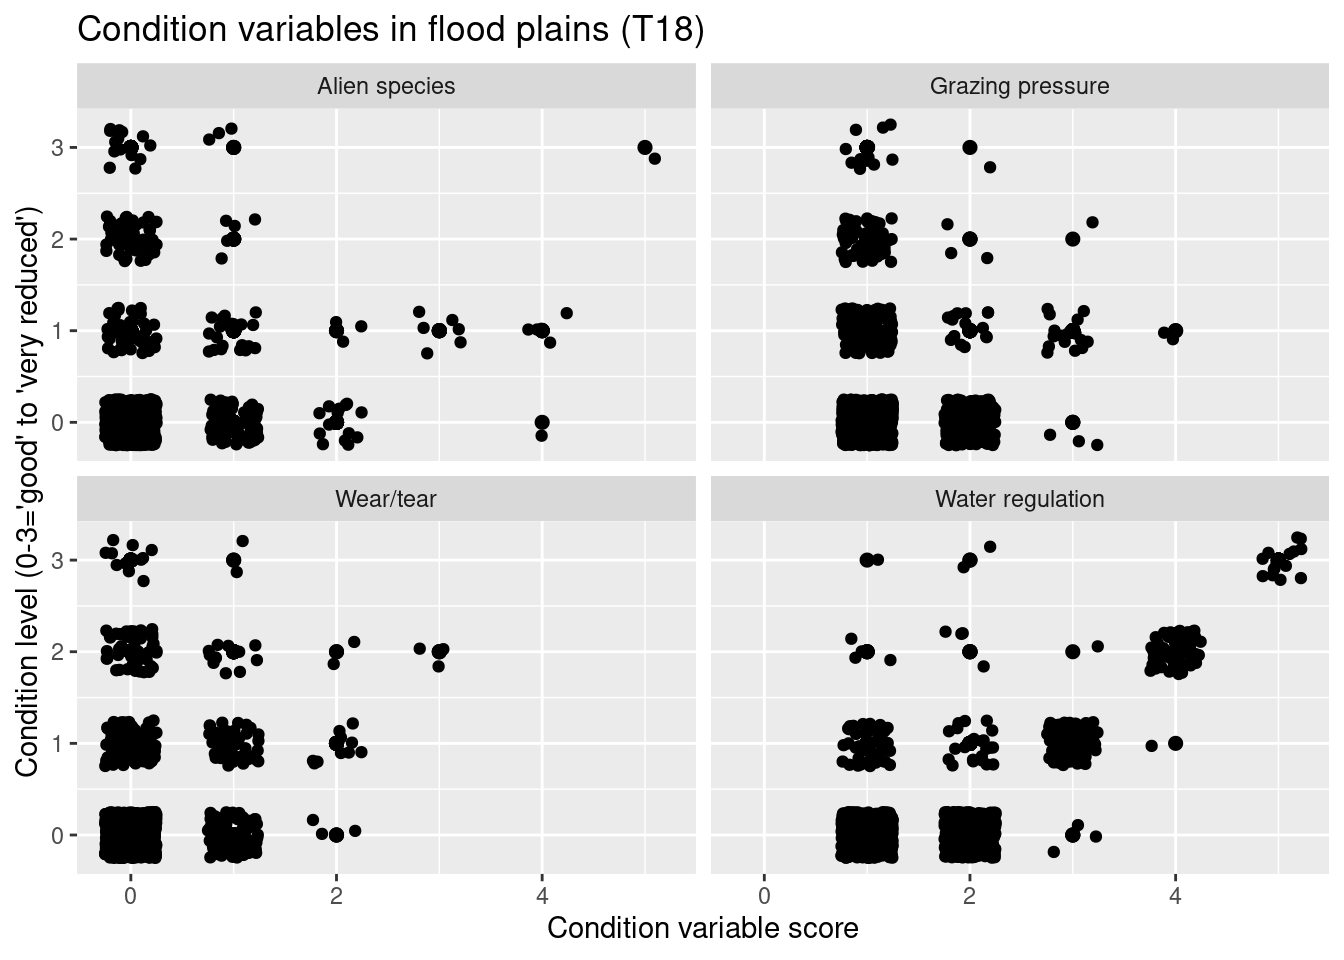 Condition variables in flood plains (T18)
Alien species
Grazing pressure
3
2
1
0
Wear/tear
Water regulation
3
2
1
0
0 2 4 0 2 4
Condition variable score
Condition level (0-3='good' to 'very reduced')